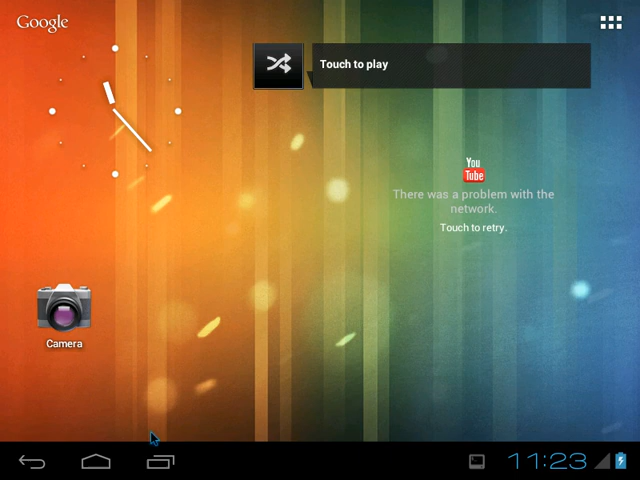 Google
Touch to play
You
Tube
There was a problem with the
network.
Touch to retry.
Camera
11:23